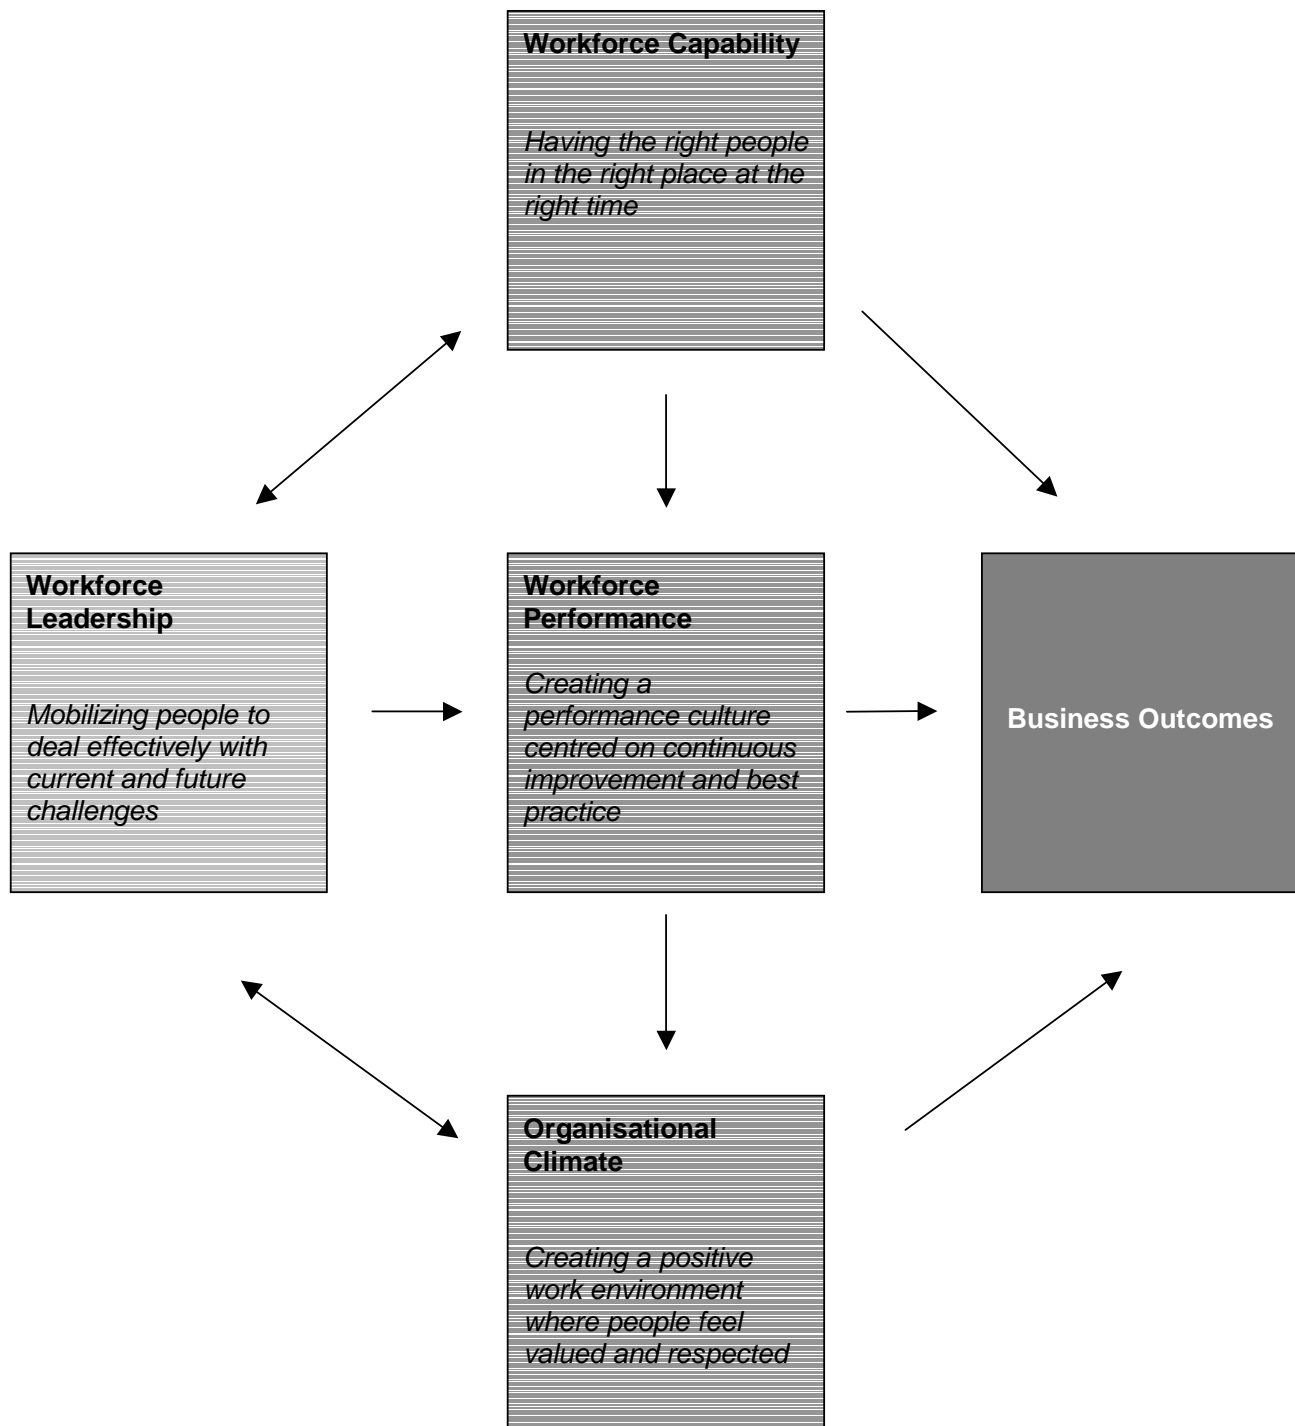 Workforce Capability
Having the right people
in the right place at the
right time
Workforce
Leadership
Mobilizing people to
deal effectively with
current and future
challenges
Workforce
Performance
Creating a
performance culture
centred on continuous
improvement and best
practice
Business Outcomes
Organisational
Climate
Creating a positive
work environment
where people feel
valued and respected